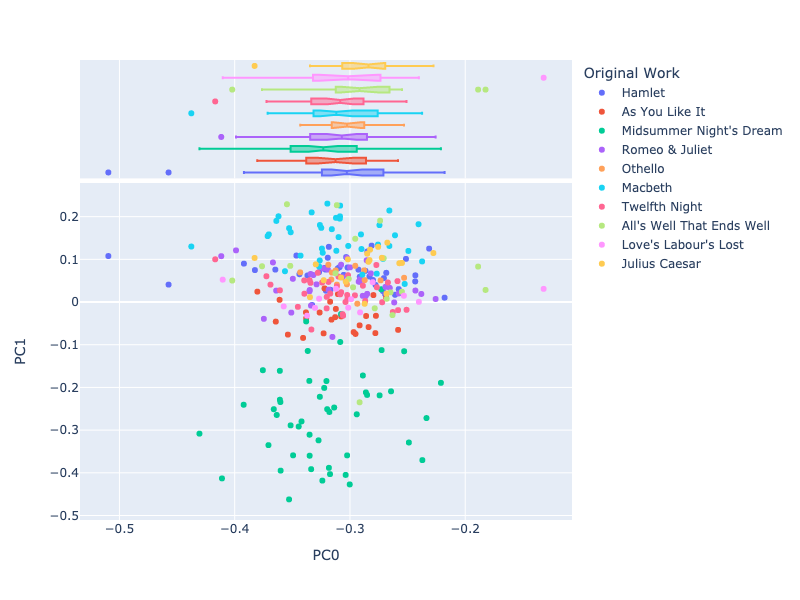 Original Work
Hamlet
As You Like It
Midsummer Night's Dream
Romeo & Juliet
Othello
Macbeth
Twelfth Night
All's Well That Ends Well
Love's Labour's Lost
Julius Caesar
PC1
0.2
0.1
0
−0.1
−0.2
−0.3
−0.4
−0.5
−0.5
−0.4
−0.3
−0.2
PC0